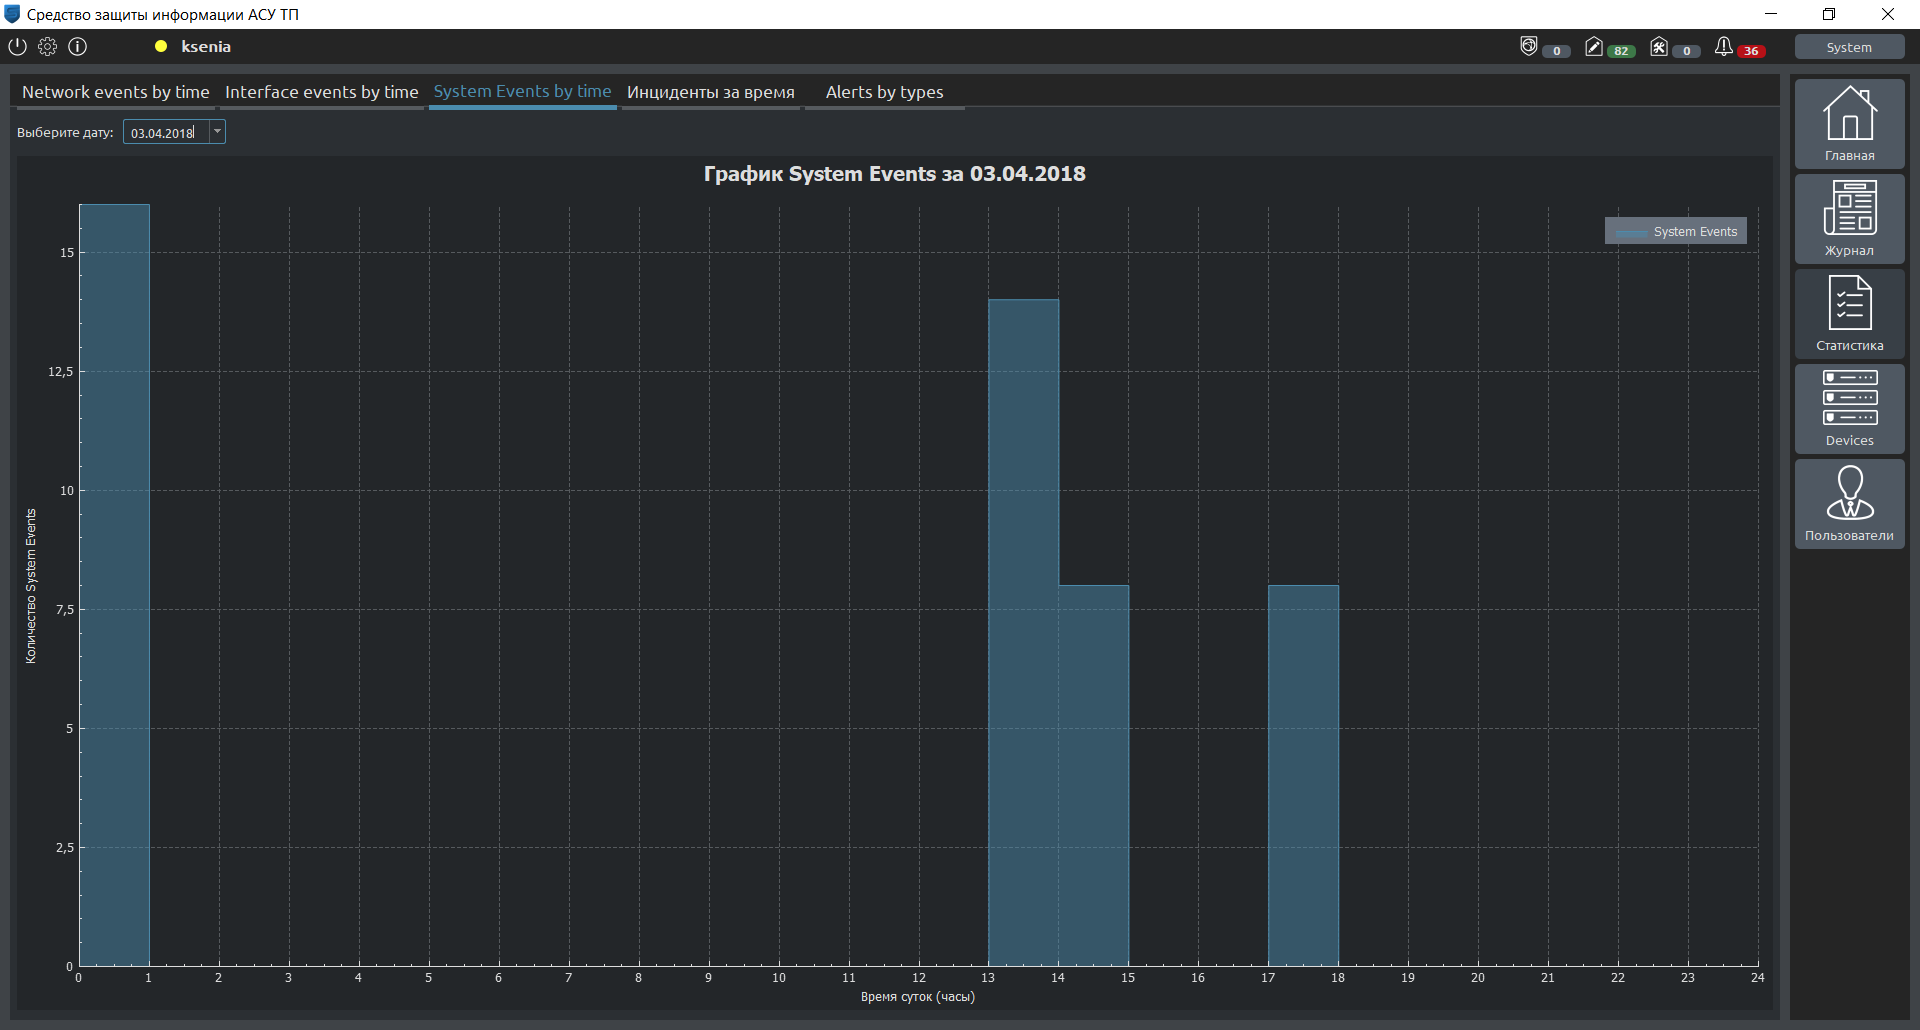 Средство защиты информации АСУ ТП
ksenia
0
82
0
36
System
Network events by time
Interface events by time
System Events by time
Инциденты за время
Alerts by types
Выберите дату:
03.04.2018
График System Events за 03.04.2018
System Events
15
12,5
10
7,5
5
2,5
0
Количество System Events
0 1 2 3 4 5 6 7 8 9 10 11 12 13 14 15 16 17 18 19 20 21 22 23 24
Время суток (часы)
Главная
Журнал
Статистика
Devices
Пользователи